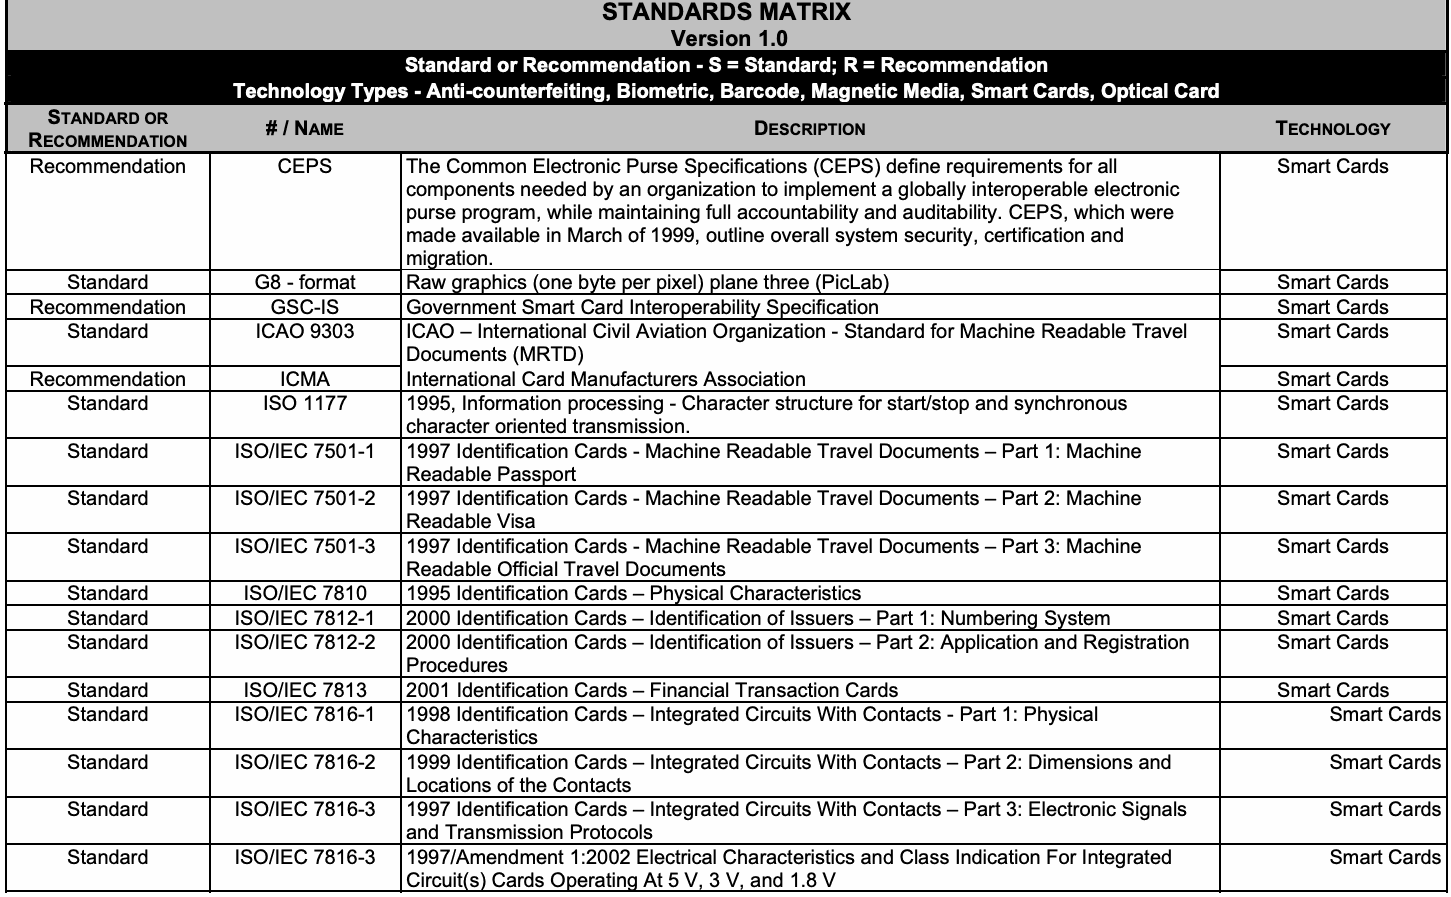 STANDARDS MATRIX
Version 1.0
Standard or Recommendation - S = Standard; R = Recommendation
Technology Types - Anti-counterfeiting, Biometric, Barcode, Magnetic Media, Smart Cards, Optical Card
STANDARD OR
RECOMMENDATION
# / NAME
DESCRIPTION
TECHNOLOGY
Recommendation
CEPS
The Common Electronic Purse Specifications (CEPS) define requirements for all
components needed by an organization to implement a globally interoperable electronic
purse program, while maintaining full accountability and auditability. CEPS, which were
made available in March of 1999, outline overall system security, certification and
migration.
Smart Cards
Standard
G8 - format
Raw graphics (one byte per pixel) plane three (PicLab)
Smart Cards
Recommendation
GSC-IS
Government Smart Card Interoperability Specification
Smart Cards
Standard
ICAO 9303
ICAO – International Civil Aviation Organization - Standard for Machine Readable Travel
Documents (MRTD)
Smart Cards
Recommendation
ICMA
International Card Manufacturers Association
Smart Cards
Standard
ISO 1177
1995, Information processing - Character structure for start/stop and synchronous
character oriented transmission.
Smart Cards
Standard
ISO/IEC 7501-1
1997 Identification Cards - Machine Readable Travel Documents – Part 1: Machine
Readable Passport
Smart Cards
Standard
ISO/IEC 7501-2
1997 Identification Cards - Machine Readable Travel Documents – Part 2: Machine
Readable Visa
Smart Cards
Standard
ISO/IEC 7501-3
1997 Identification Cards - Machine Readable Travel Documents – Part 3: Machine
Readable Official Travel Documents
Smart Cards
Standard
ISO/IEC 7810
1995 Identification Cards – Physical Characteristics
Smart Cards
Standard
ISO/IEC 7812-1
2000 Identification Cards – Identification of Issuers – Part 1: Numbering System
Smart Cards
Standard
ISO/IEC 7812-2
2000 Identification Cards – Identification of Issuers – Part 2: Application and Registration
Procedures
Smart Cards
Standard
ISO/IEC 7813
2001 Identification Cards – Financial Transaction Cards
Smart Cards
Standard
ISO/IEC 7816-1
1998 Identification Cards – Integrated Circuits With Contacts - Part 1: Physical
Characteristics
Smart Cards
Standard
ISO/IEC 7816-2
1999 Identification Cards – Integrated Circuits With Contacts – Part 2: Dimensions and
Locations of the Contacts
Smart Cards
Standard
ISO/IEC 7816-3
1997 Identification Cards – Integrated Circuits With Contacts – Part 3: Electronic Signals
and Transmission Protocols
Smart Cards
Standard
ISO/IEC 7816-3
1997/Amendment 1:2002 Electrical Characteristics and Class Indication For Integrated
Circuit(s) Cards Operating At 5 V, 3 V, and 1.8 V
Smart Cards